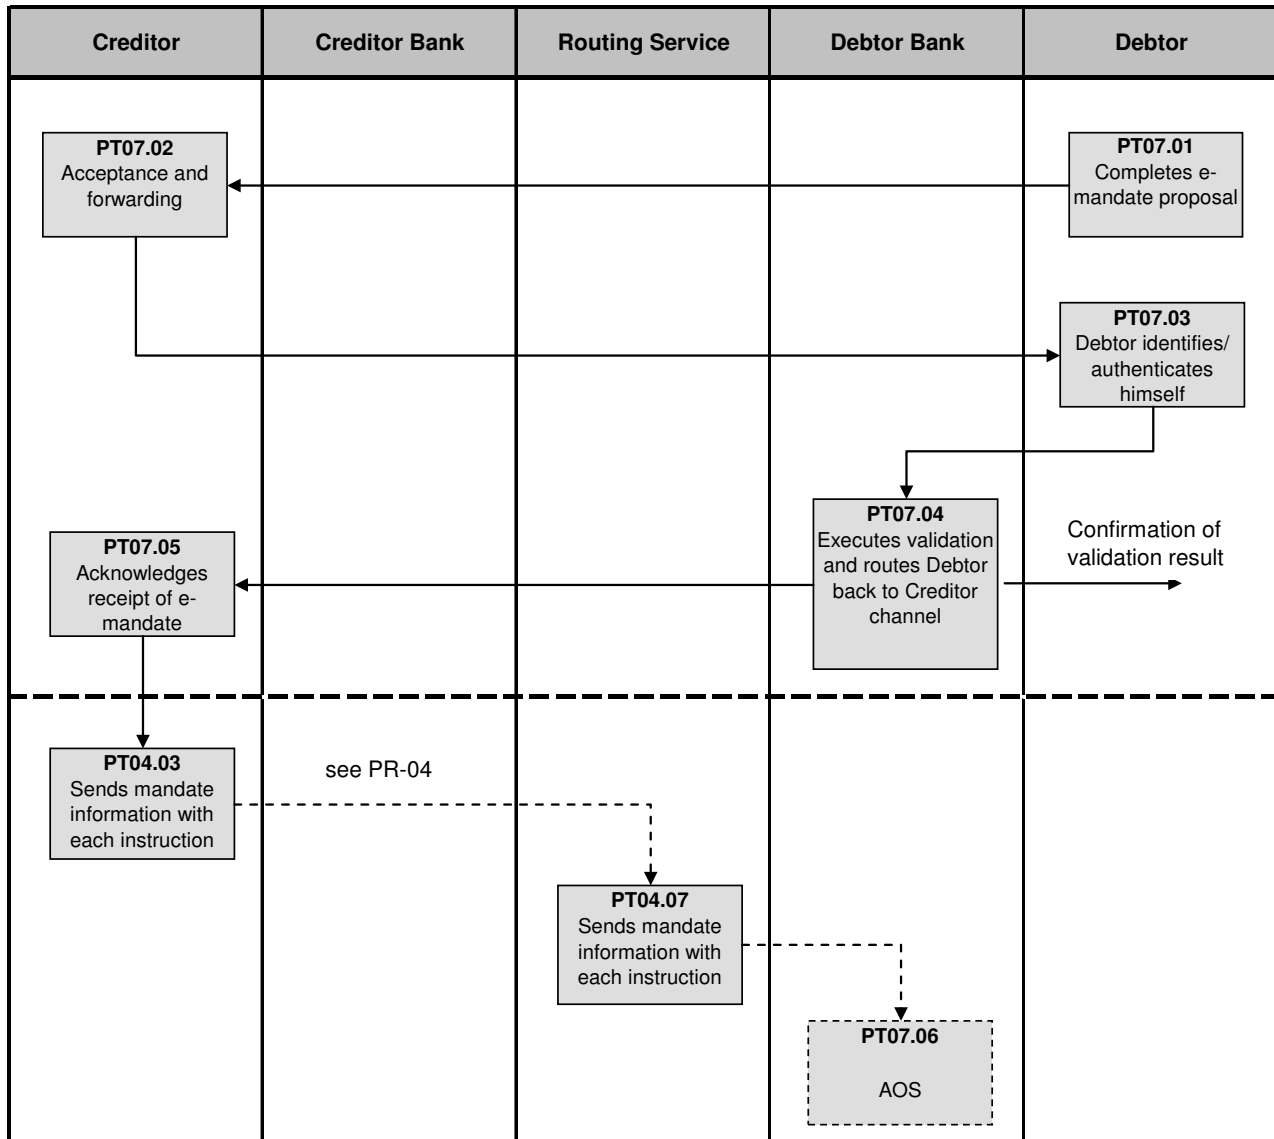 Creditor
Creditor Bank
Routing Service
Debtor Bank
Debtor
PT07.02
Acceptance and
forwarding
PT07.01
Completes e-
mandate proposal
PT07.03
Debtor identifies/
authenticates
himself
PT07.04
Executes validation
and routes Debtor
back to Creditor
channel
Confirmation of
validation result
PT07.05
Acknowledges
receipt of e-
mandate
PT04.03
Sends mandate
information with
each instruction
see PR-04
PT04.07
Sends mandate
information with
each instruction
PT07.06
AOS